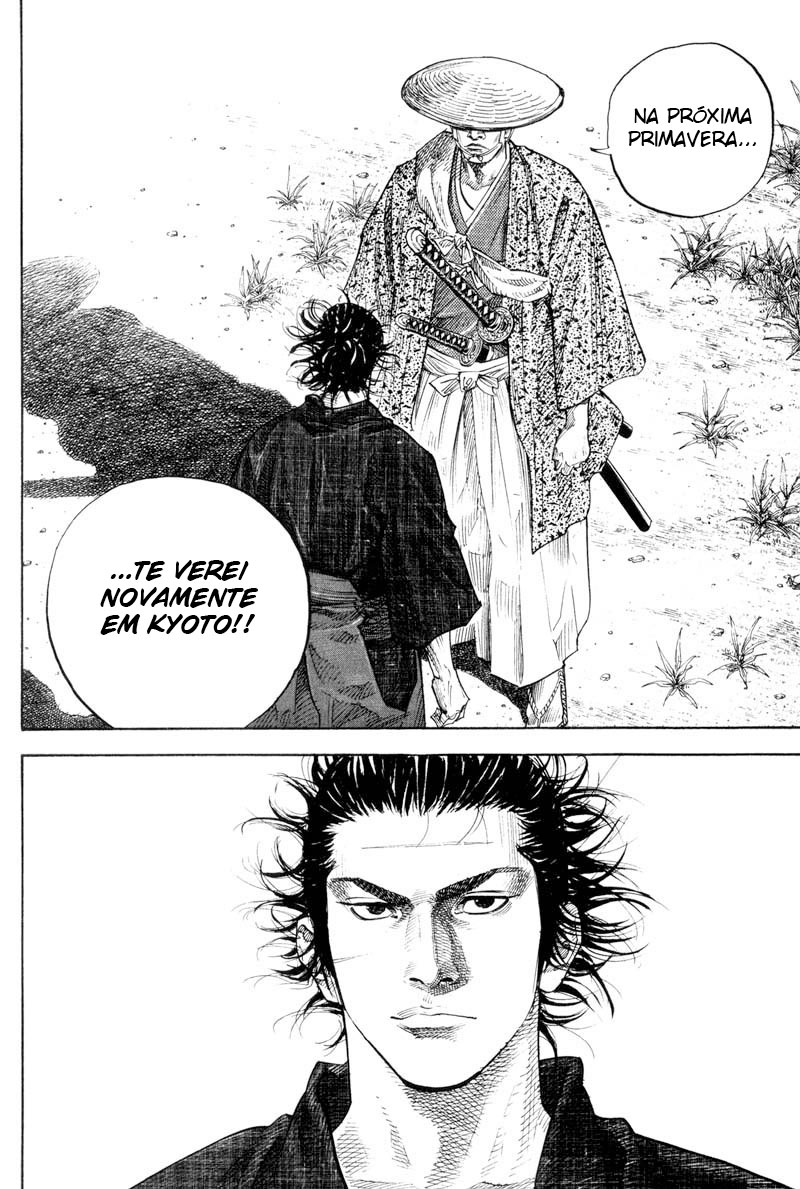 NA PRÓXIMA
PRIMAVERA...
...TE VEREI
NOVAMENTE
EM KYOTO!!